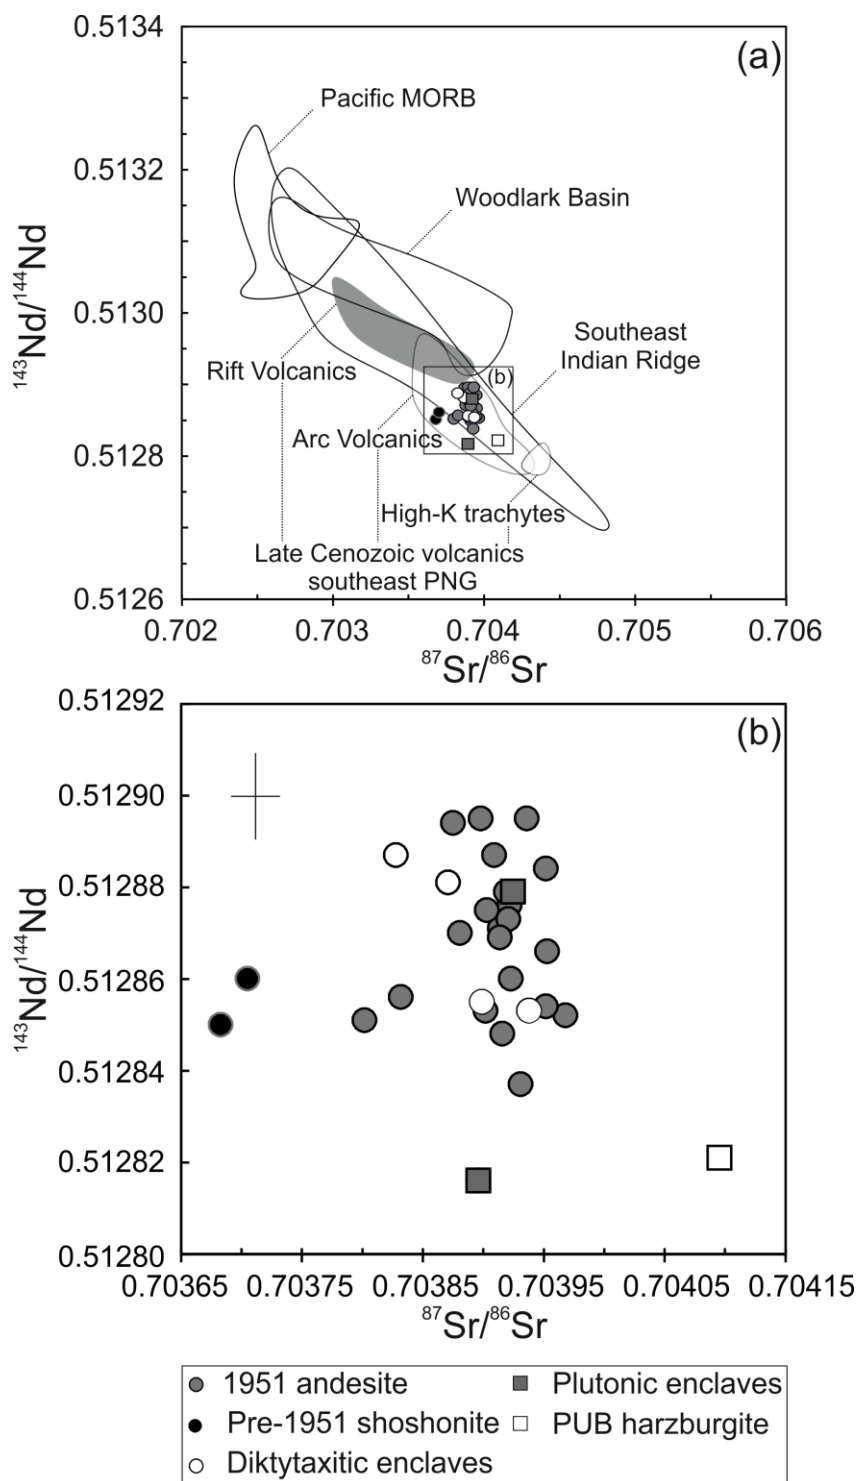 0.5134
(a)
Pacific MORB
0.5132
Woodlark Basin
¹⁴³Nd/¹⁴⁴Nd
0.5130
Southeast
Indian Ridge
Rift Volcanics
(b)
Arc Volcanics
0.5128
High-K trachytes
Late Cenozoic volcanics
southeast PNG
0.5126
0.702 0.703 0.704 0.705 0.706
⁸⁷Sr/⁸⁶Sr
0.51292
(b)
0.51290
0.51288
¹⁴³Nd/¹⁴⁴Nd
0.51286
0.51284
0.51282
0.51280
0.70365 0.70375 0.70385 0.70395 0.70405 0.70415
⁸⁷Sr/⁸⁶Sr
1951 andesite
Plutonic enclaves
Pre-1951 shoshonite
PUB harzburgite
Diktytaxitic enclaves